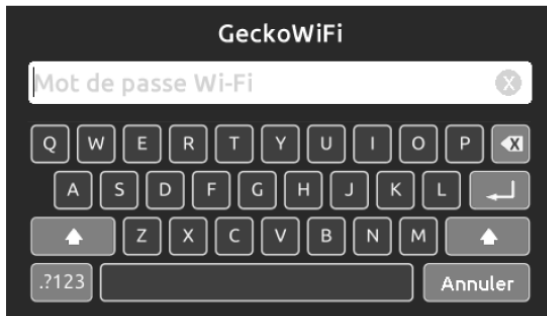 GeckoWiFi
Mot de passe Wi-Fi X
Q W E R T Y U I O P X
A S D F G H J K L
Z X C V B N M
.?123 Annuler